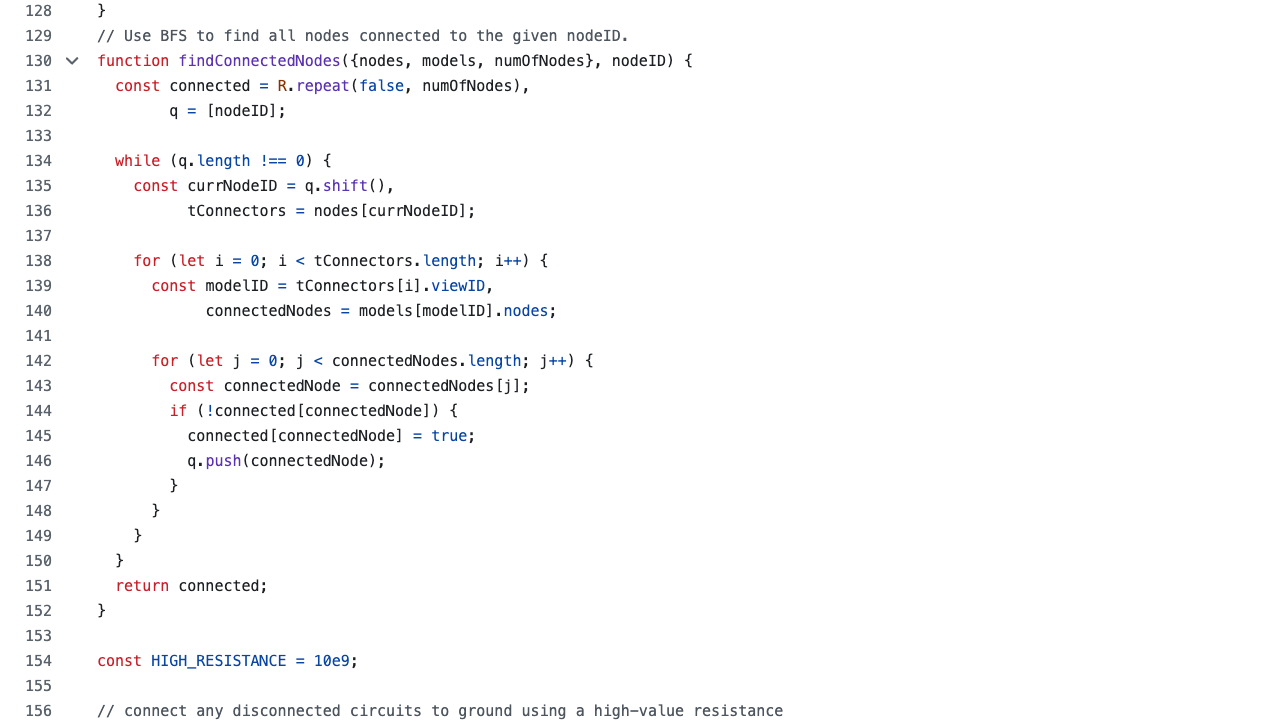 128 }
129 // Use BFS to find all nodes connected to the given nodeID.
130 function findConnectedNodes({nodes, models, numOfNodes}, nodeID) {
131 const connected = R.repeat(false, numOfNodes),
132 q = [nodeID];
133
134 while (q.length !== 0) {
135 const currNodeID = q.shift(),
136 tConnectors = nodes[currNodeID];
137
138 for (let i = 0; i < tConnectors.length; i++) {
139 const modelID = tConnectors[i].viewID,
140 connectedNodes = models[modelID].nodes;
141
142 for (let j = 0; j < connectedNodes.length; j++) {
143 const connectedNode = connectedNodes[j];
144 if (!connected[connectedNode]) {
145 connected[connectedNode] = true;
146 q.push(connectedNode);
147 }
148 }
149 }
150 }
151 return connected;
152 }
153
154 const HIGH_RESISTANCE = 10e9;
155
156 // connect any disconnected circuits to ground using a high-value resistance